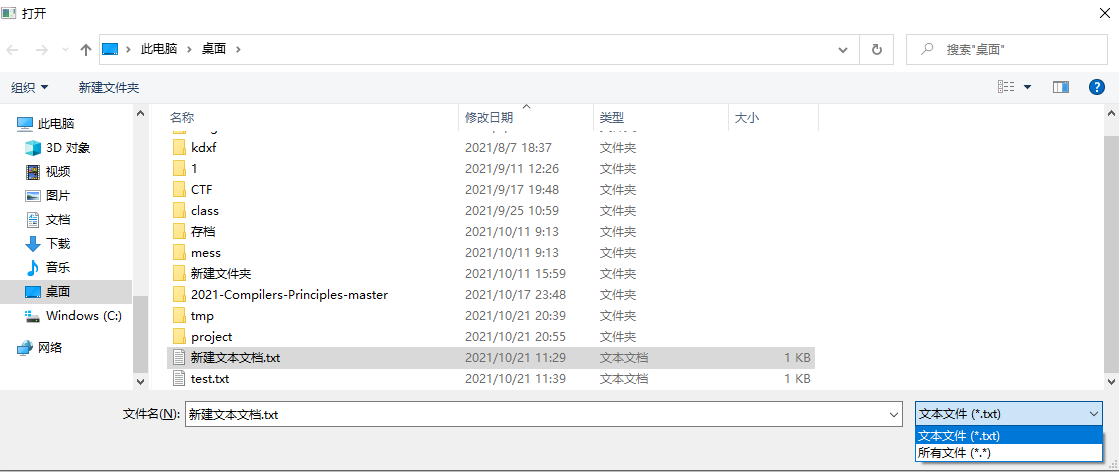 打开
此电脑 桌面 搜索"桌面"
组织 新建文件夹
名称 修改日期 类型 大小
此电脑
3D 对象
视频
图片
文档
下载
音乐
桌面
Windows (C:)
网络
kdxf 2021/8/7 18:37 文件夹
1 2021/9/11 12:26 文件夹
CTF 2021/9/17 19:48 文件夹
class 2021/9/25 10:59 文件夹
存档 2021/10/11 9:13 文件夹
mess 2021/10/11 9:13 文件夹
新建文件夹 2021/10/11 15:59 文件夹
2021-Compilers-Principles-master 2021/10/17 23:48 文件夹
tmp 2021/10/21 20:39 文件夹
project 2021/10/21 20:55 文件夹
新建文本文档.txt 2021/10/21 11:29 文本文档 1 KB
test.txt 2021/10/21 11:39 文本文档 1 KB
文件名(N): 新建文本文档.txt 文本文件 (*.txt)
文本文件 (*.txt)
所有文件 (*.*)